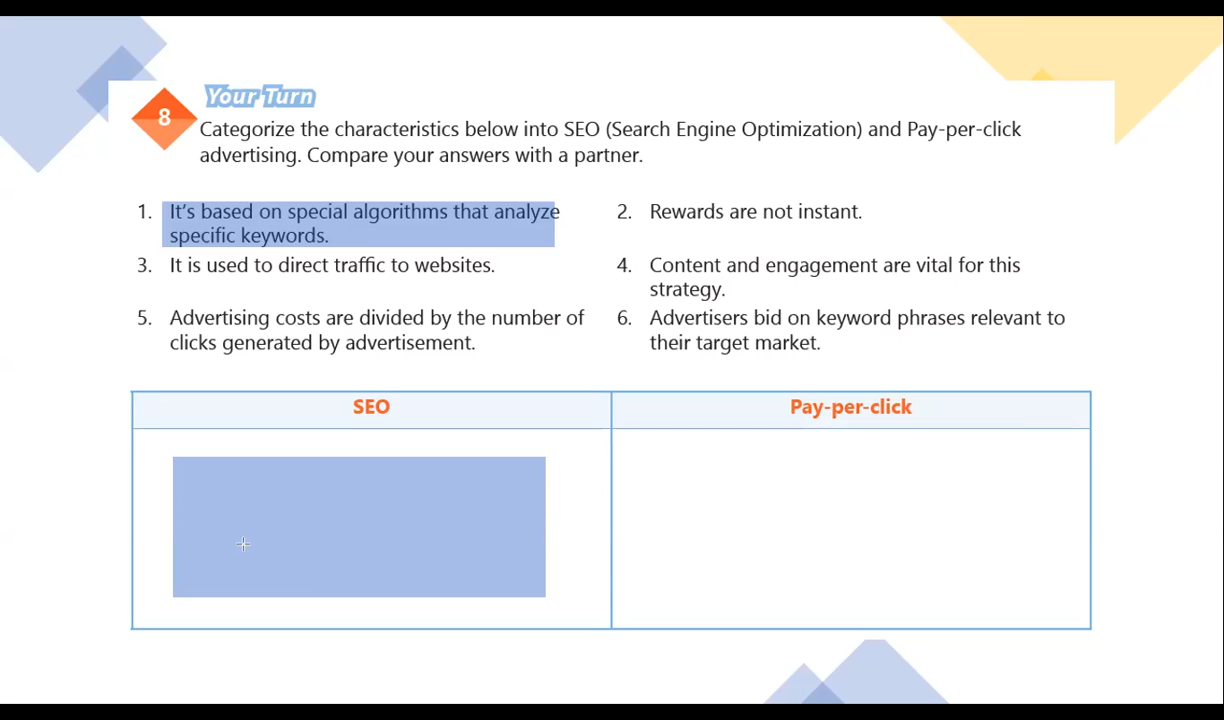 Your Turn
8
Categorize the characteristics below into SEO (Search Engine Optimization) and Pay-per-click
advertising. Compare your answers with a partner.
1. It's based on special algorithms that analyze
specific keywords.
2. Rewards are not instant.
3. It is used to direct traffic to websites.
4. Content and engagement are vital for this
strategy.
5. Advertising costs are divided by the number of
clicks generated by advertisement.
6. Advertisers bid on keyword phrases relevant to
their target market.
SEO
Pay-per-click